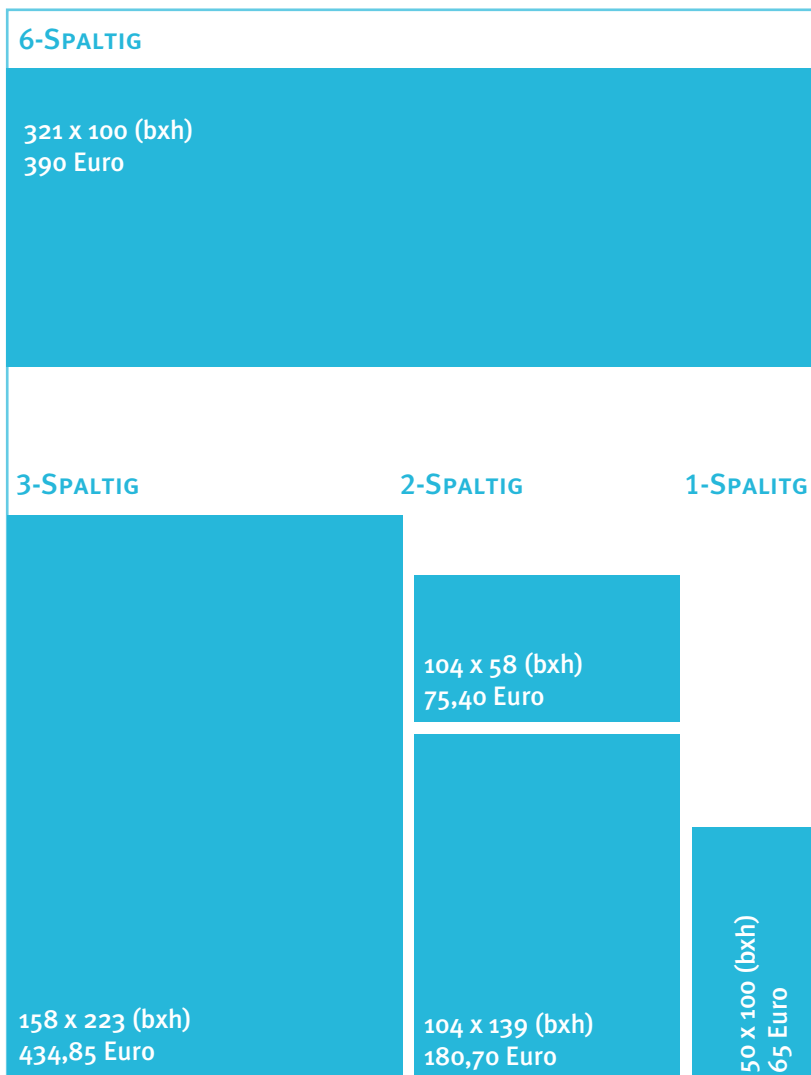 6-Spaltig
321 x 100 (bxh)
390 Euro
3-Spaltig
2-Spaltig
1-Spalitg
104 x 58 (bxh)
75,40 Euro
158 x 223 (bxh)
434,85 Euro
104 x 139 (bxh)
180,70 Euro
50 x 100 (bxh)
65 Euro